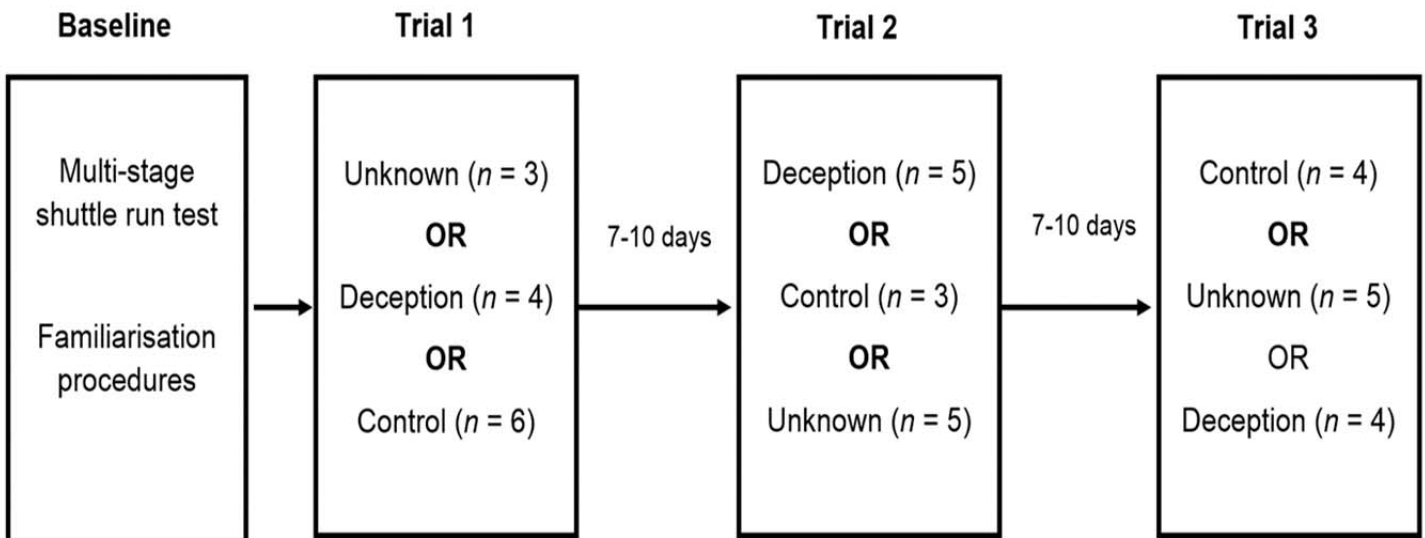 Baseline
Trial 1
Trial 2
Trial 3
Multi-stage
shuttle run test
Familiarisation
procedures
Unknown (n = 3)
OR
Deception (n = 4)
OR
Control (n = 6)
7-10 days
Deception (n = 5)
OR
Control (n = 3)
OR
Unknown (n = 5)
7-10 days
Control (n = 4)
OR
Unknown (n = 5)
OR
Deception (n = 4)